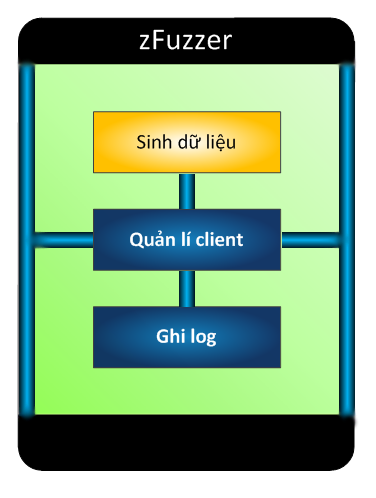 zFuzzer
Sinh dữ liệu
Quản lí client
Ghi log